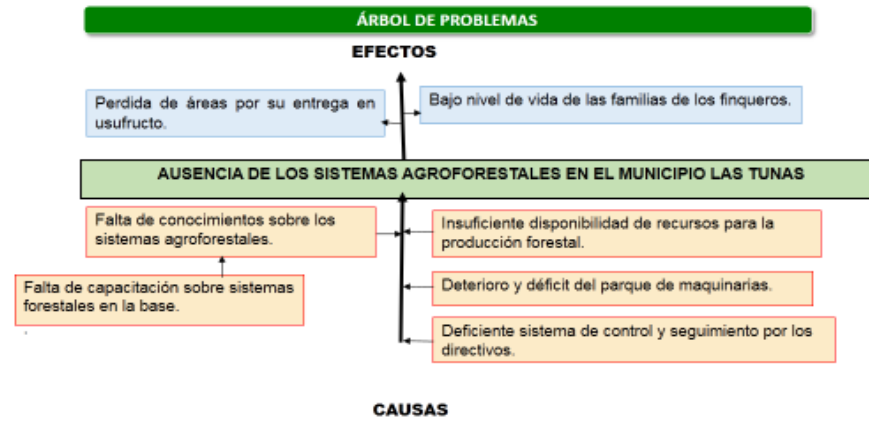 ÁRBOL DE PROBLEMAS
EFECTOS
Perdida de áreas por su entrega en
usufructo.
Bajo nivel de vida de las familias de los finqueros.
AUSENCIA DE LOS SISTEMAS AGROFORESTALES EN EL MUNICIPIO LAS TUNAS
Falta de conocimientos sobre los
sistemas agroforestales.
Insuficiente disponibilidad de recursos para la
producción forestal.
Falta de capacitación sobre sistemas
forestales en la base.
.
Deterioro y déficit del parque de maquinarias.
Deficiente sistema de control y seguimiento por los
directivos.
CAUSAS